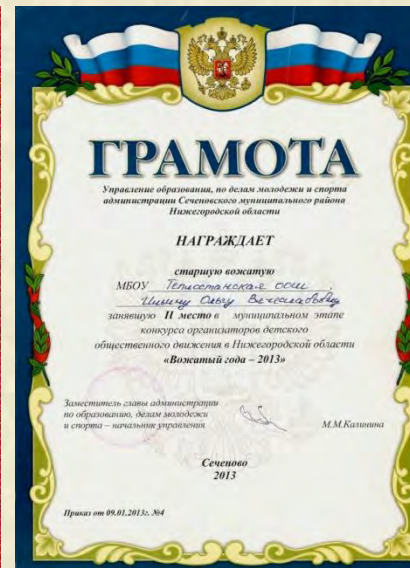 ГРАМОТА
Управление образования, по делам молодежи и спорта
администрации Сеченовского муниципального района
Нижегородской области
НАГРАЖДАЕТ
старшую вожатую
МБОУ Теплостанская сош
Ольгу Вячеславовну
занявшую II место в муниципальном этапе
конкурса организаторов детского
общественного движения в Нижегородской области
«Вожатый года – 2013»
Заместитель главы администрации
по образованию, делам молодежи
и спорта – начальник управления
М.М.Калинина
Сеченово
2013
Приказ от 09.01.2013г. №4